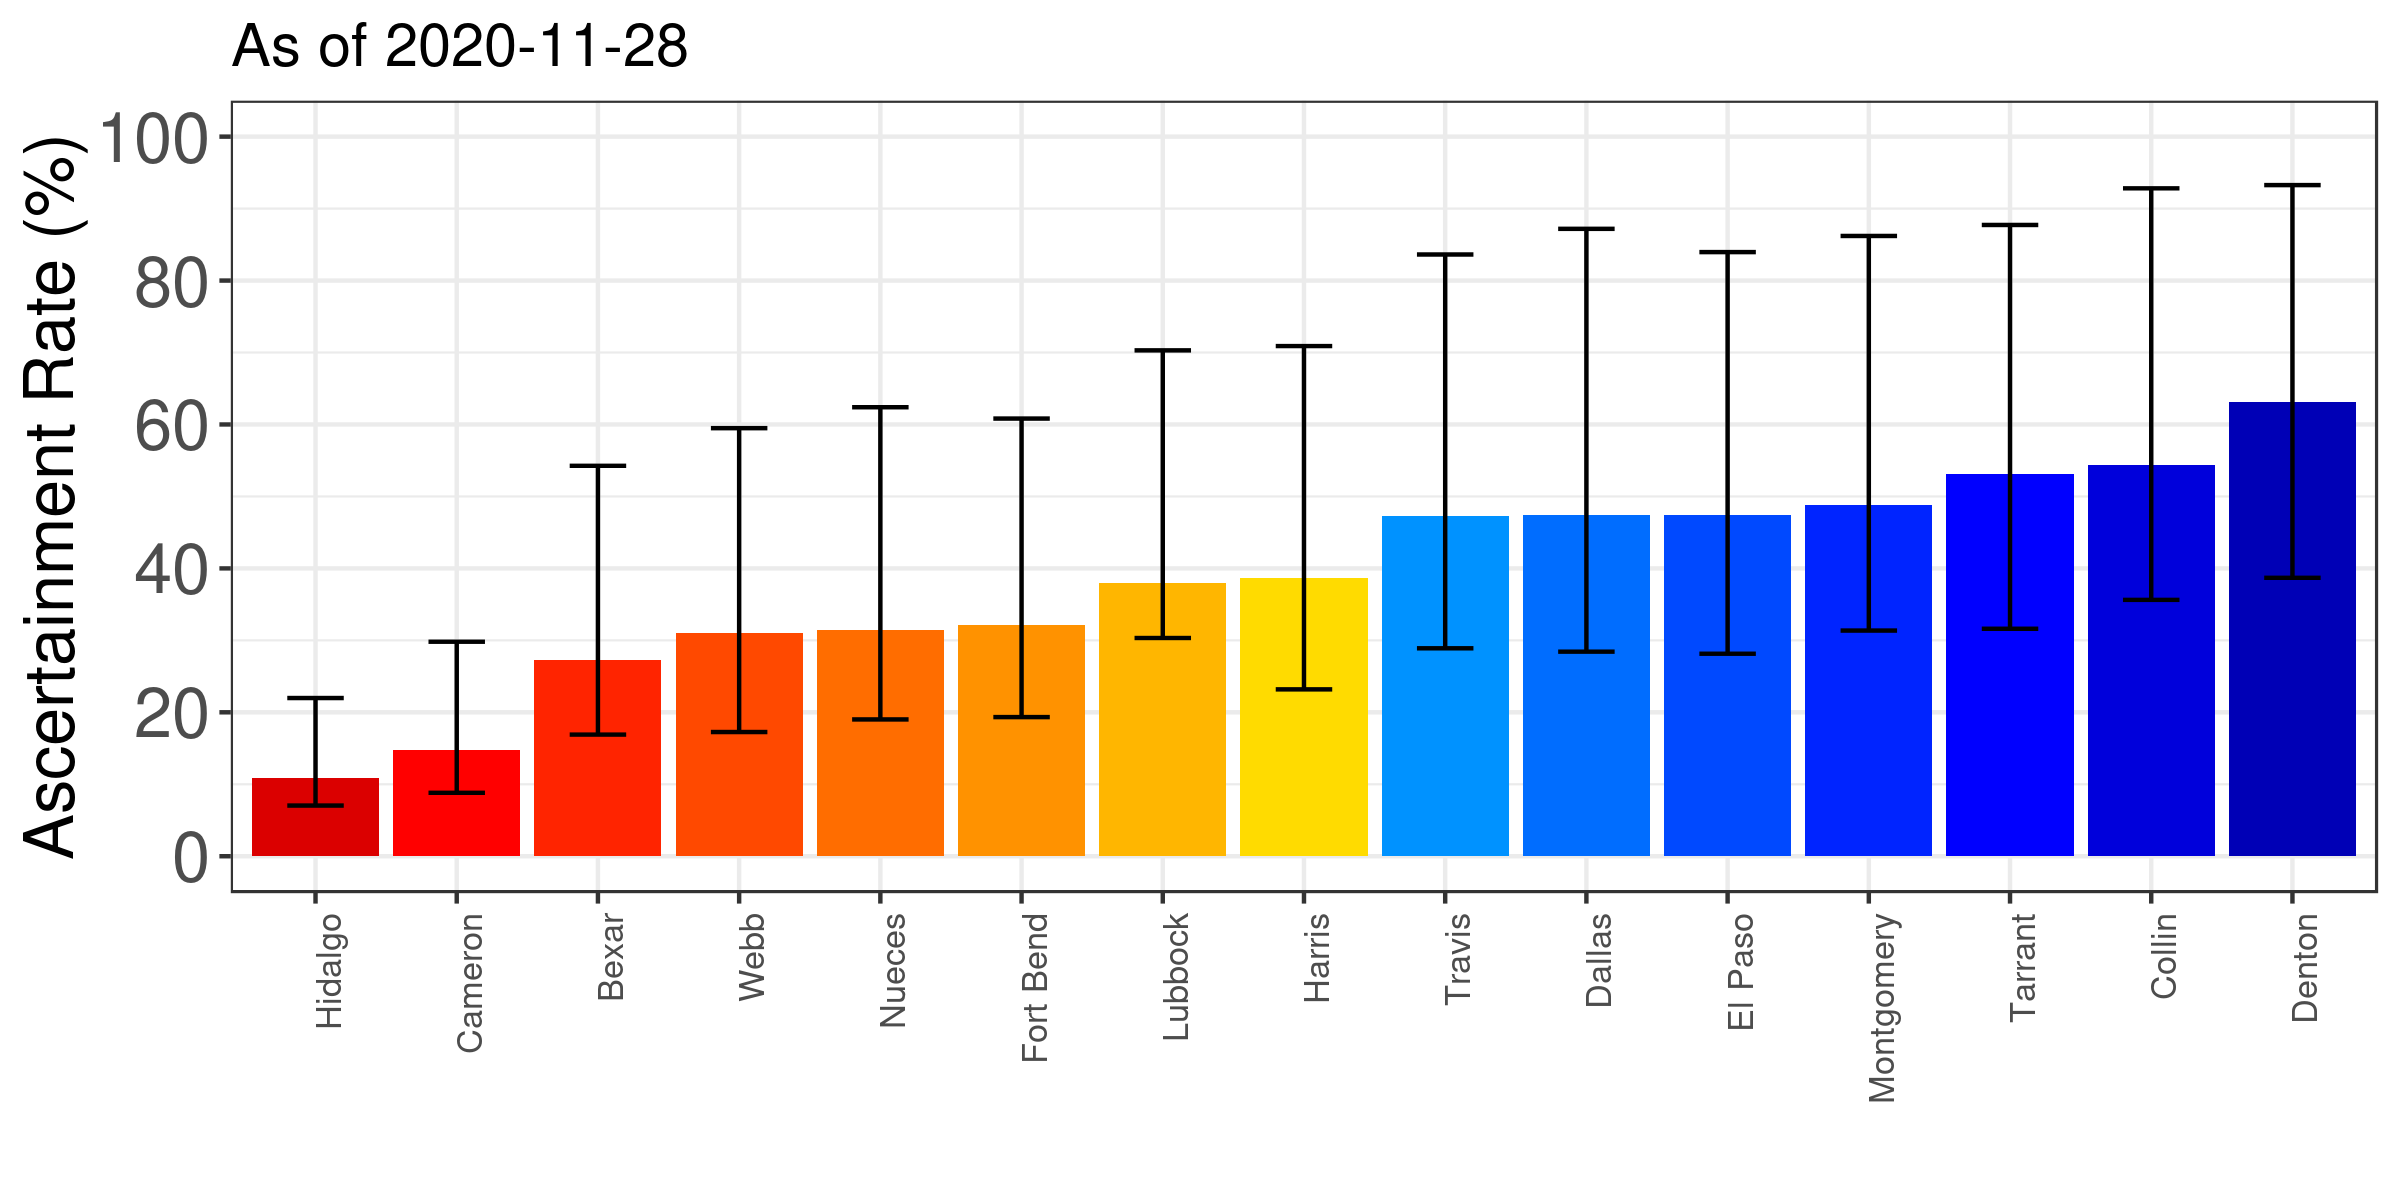 As of 2020-11-28
Ascertainment Rate (%)
100
80
60
40
20
0
Hidalgo
Cameron
Bexar
Webb
Nueces
Fort Bend
Lubbock
Harris
Travis
Dallas
El Paso
Montgomery
Tarrant
Collin
Denton